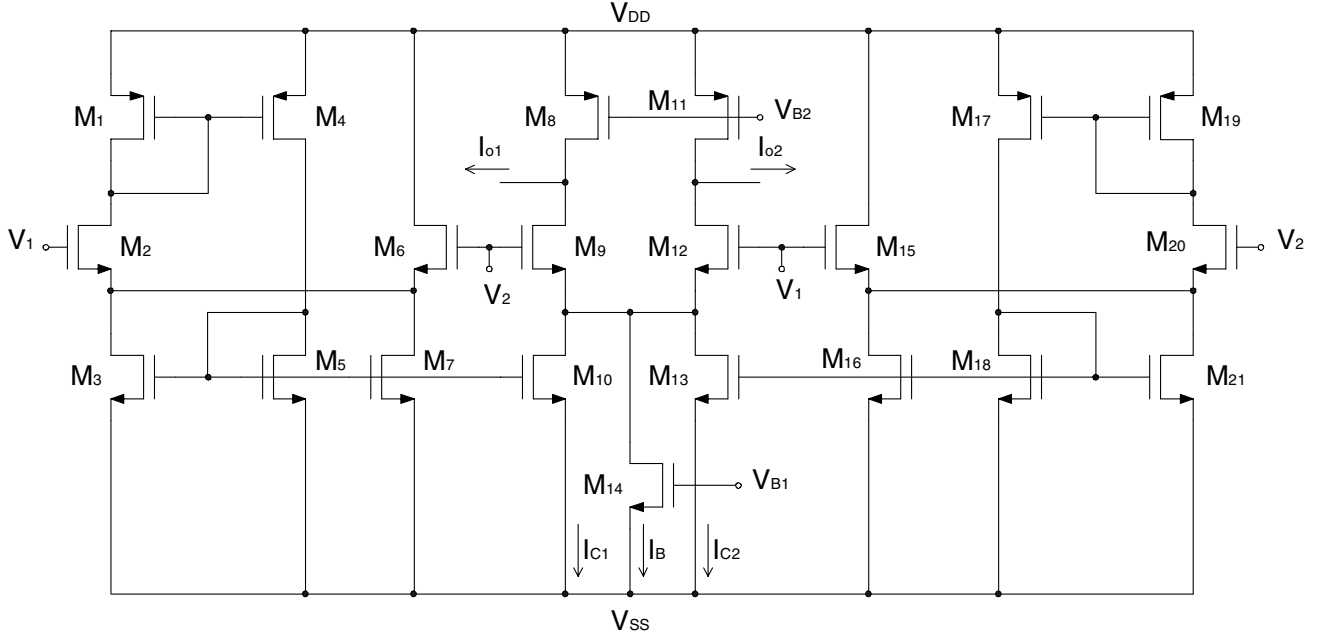 VDD
M1 M4 M8 M11 VB2 M17 M19
Io1 Io2
V1 M2 M6 M9 M12 M15 M20 V2
V2 V1
M3 M5 M7 M10 M13 M16 M18 M21
M14 VB1
IC1 IB IC2
VSS